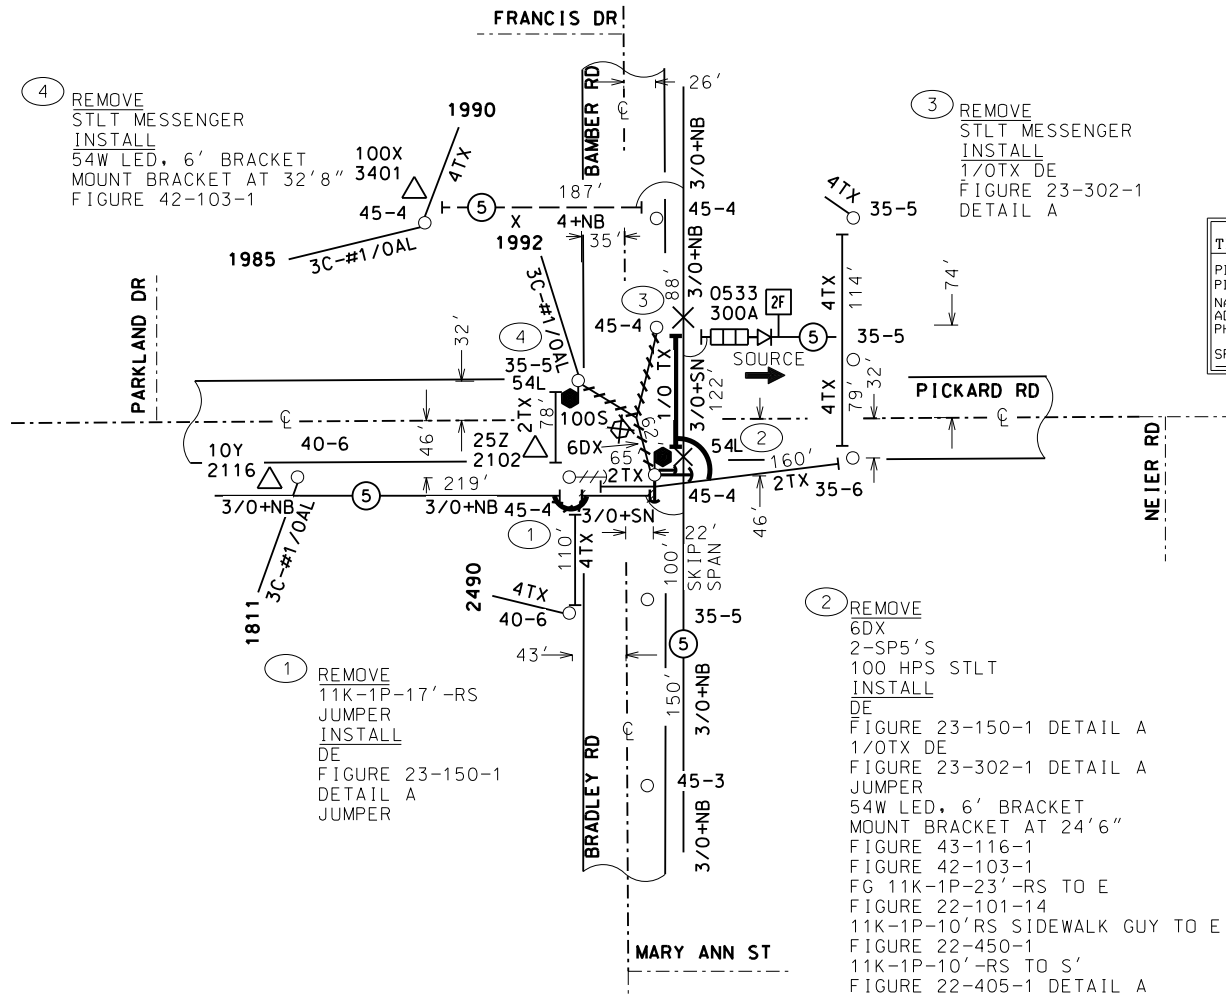 FRANCIS DR
BAMBER RD
26'
℄
3/0+NB
4
REMOVE
STLT MESSENGER
INSTALL
54W LED, 6' BRACKET
MOUNT BRACKET AT 32'8"
FIGURE 42-103-1
1990
4TX
100X
3401
45-4
5
187'
X
4+NB
45-4
35'
1985
3C-#1/0AL
1992
3C-#1/0AL
3
REMOVE
STLT MESSENGER
INSTALL
1/0TX DE
FIGURE 23-302-1
DETAIL A
4TX
35-5
4TX
114'
74'
3/0+NB
88'
3
45-4
0533
300A
2F
5
35-5
SOURCE
4TX
79'
32'
PICKARD RD
℄
NEIER RD
PARKLAND DR
32'
4
35-5
54L
2TX
78'
100S
1/0 TX
3/0+SN
122'
62'
6DX
65'
℄
46'
40-6
10Y
2116
25Z
2102
2
54L
160'
2TX
35-6
46'
219'
2TX
45-4
3/0+NB
5
3/0+NB
45-4
3/0+SN
1
22'
3C-#1/0AL
1811
110'
4TX
100'
SKIP
SPAN
2490
4TX
40-6
35-5
43'
5
150'
3/0+NB
℄
BRADLEY RD
45-3
3/0+NB
MARY ANN ST
1
REMOVE
11K-1P-17'-RS
JUMPER
INSTALL
DE
FIGURE 23-150-1
DETAIL A
JUMPER
2
REMOVE
6DX
2-SP5'S
100 HPS STLT
INSTALL
DE
FIGURE 23-150-1 DETAIL A
1/0TX DE
FIGURE 23-302-1 DETAIL A
JUMPER
54W LED, 6' BRACKET
MOUNT BRACKET AT 24'6"
FIGURE 43-116-1
FIGURE 42-103-1
FG 11K-1P-23'-RS TO E
FIGURE 22-101-14
11K-1P-10'RS SIDEWALK GUY TO E
FIGURE 22-450-1
11K-1P-10'-RS TO S'
FIGURE 22-405-1 DETAIL A